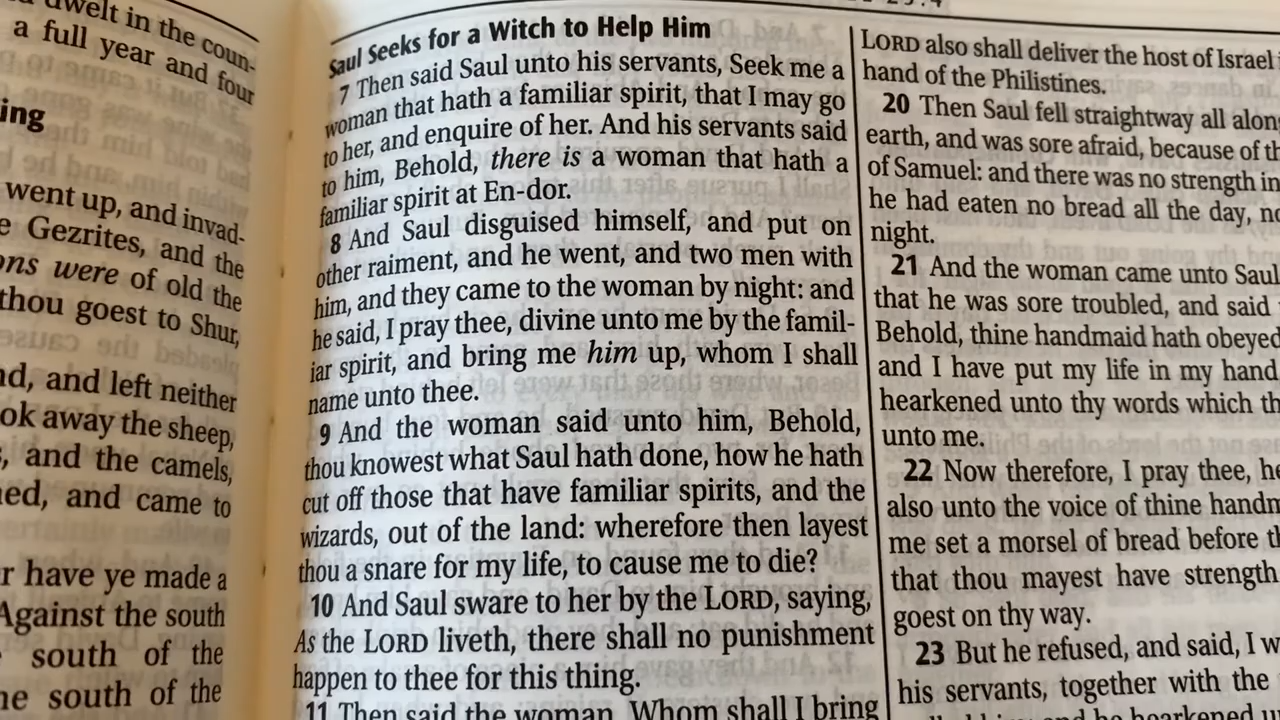 dwelt in the coun-
a full year and four
ing
went up, and invad-
Gezrites, and the
were of old the
thou goest to Shur,
and left neither
away the sheep,
and the camels,
and came to
have ye made a
Against the south
south of the
south of the
Saul Seeks for a Witch to Help Him
7 Then said Saul unto his servants, Seek me a
woman that hath a familiar spirit, that I may go
to her, and enquire of her. And his servants said
to him, Behold, there is a woman that hath a
familiar spirit at En-dor.
8 And Saul disguised himself, and put on
other raiment, and he went, and two men with
him, and they came to the woman by night: and
he said, I pray thee, divine unto me by the famil-
iar spirit, and bring me him up, whom I shall
name unto thee.
9 And the woman said unto him, Behold,
thou knowest what Saul hath done, how he hath
cut off those that have familiar spirits, and the
wizards, out of the land: wherefore then layest
thou a snare for my life, to cause me to die?
10 And Saul sware to her by the LORD, saying,
As the LORD liveth, there shall no punishment
happen to thee for this thing.
11 Then said the woman, Whom shall I bring
LORD also shall deliver the host of Israel
hand of the Philistines.
20 Then Saul fell straightway all
earth, and was sore afraid, because of
of Samuel: and there was no strength in
he had eaten no bread all the day,
night.
21 And the woman came unto Saul
that he was sore troubled, and said
Behold, thine handmaid hath obeyed
and I have put my life in my hand
hearkened unto thy words which
unto me.
22 Now therefore, I pray thee,
also unto the voice of thine
me set a morsel of bread before
that thou mayest have strength
goest on thy way.
23 But he refused, and said, I
his servants, together with the